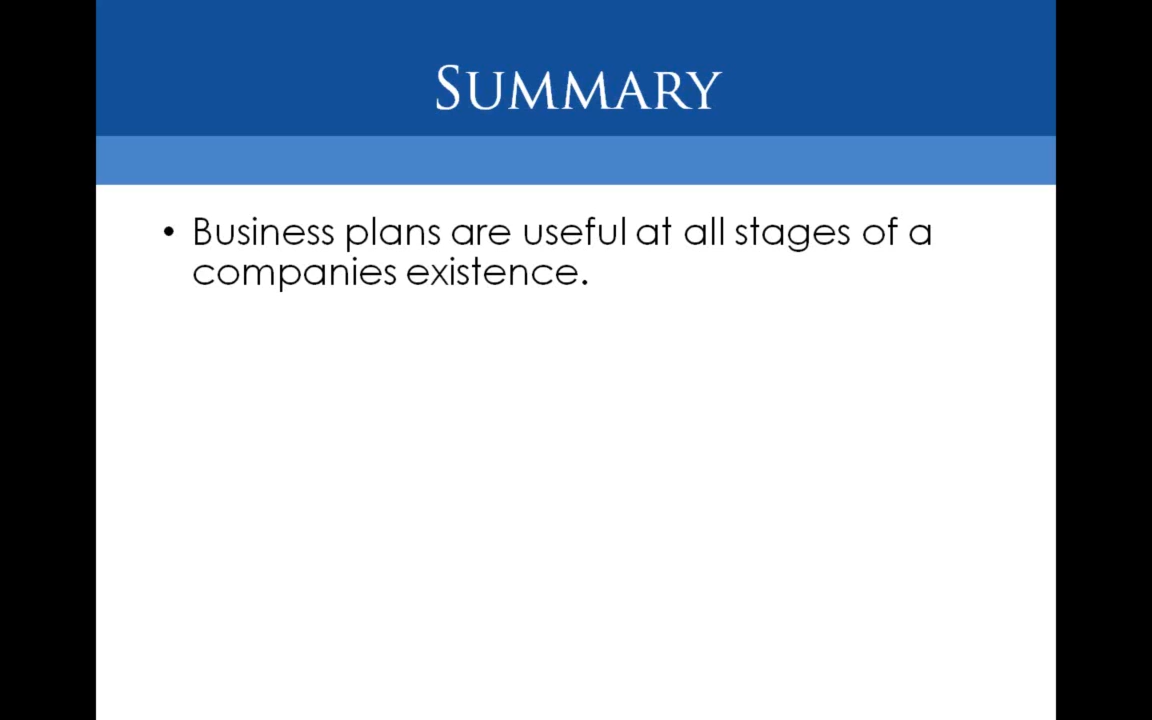 Summary
• Business plans are useful at all stages of a
companies existence.